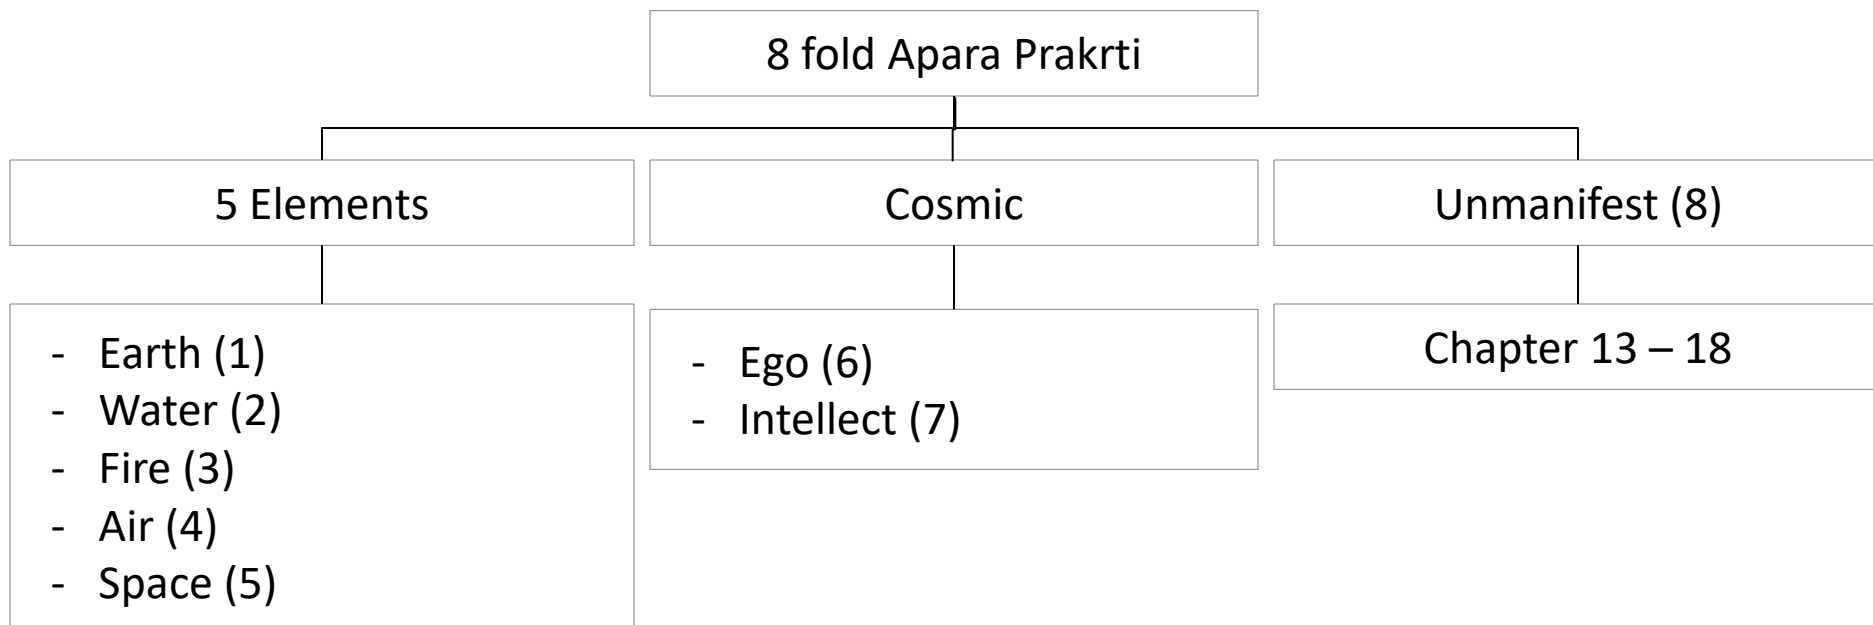 8 fold Apara Prakrti
5 Elements
Cosmic
Unmanifest (8)
- Earth (1)
- Water (2)
- Fire (3)
- Air (4)
- Space (5)
- Ego (6)
- Intellect (7)
Chapter 13 – 18